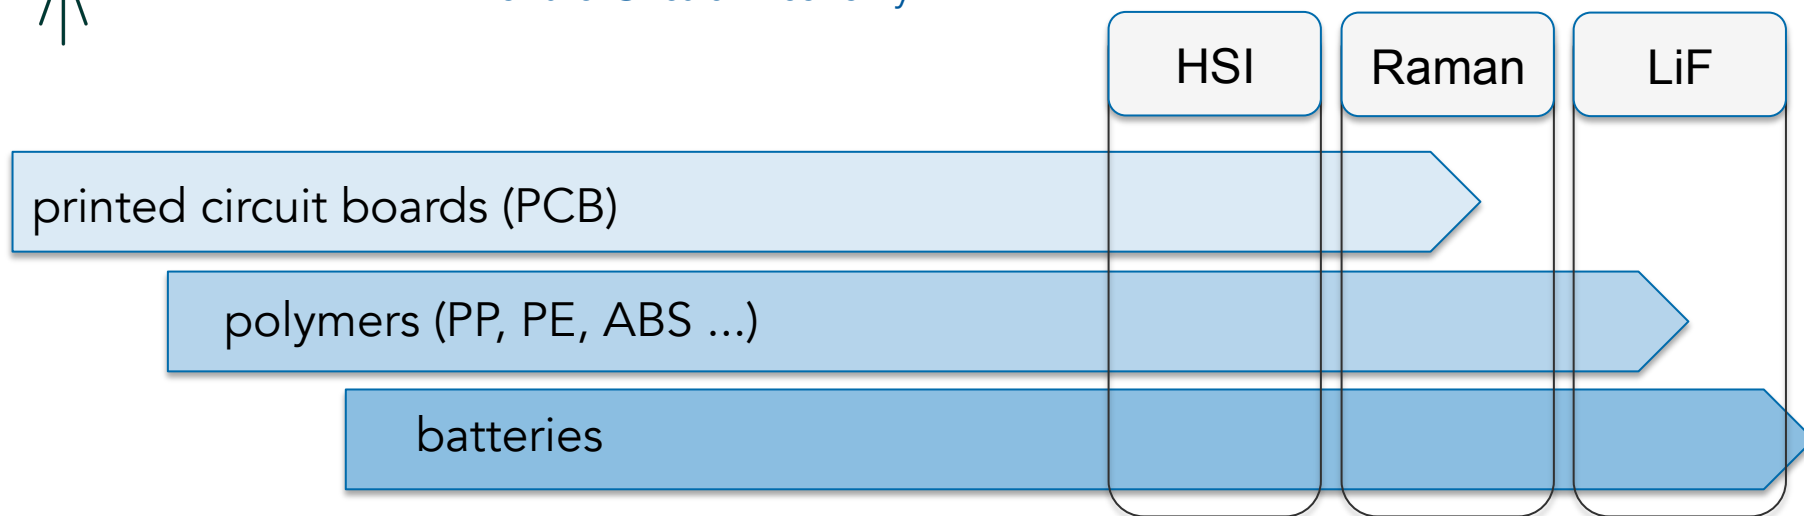 HSI
Raman
LiF
printed circuit boards (PCB)
polymers (PP, PE, ABS ...)
batteries